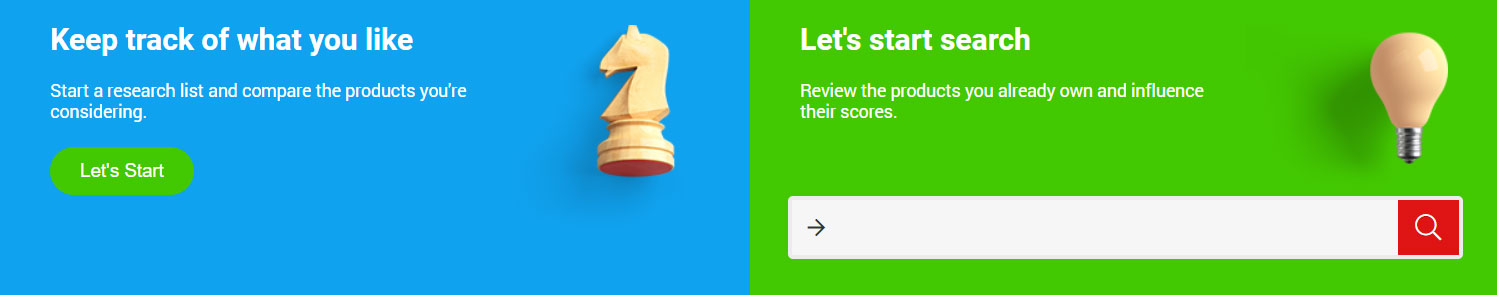 Keep track of what you like
Start a research list and compare the products you're
considering.
Let's Start
Let's start search
Review the products you already own and influence
their scores.